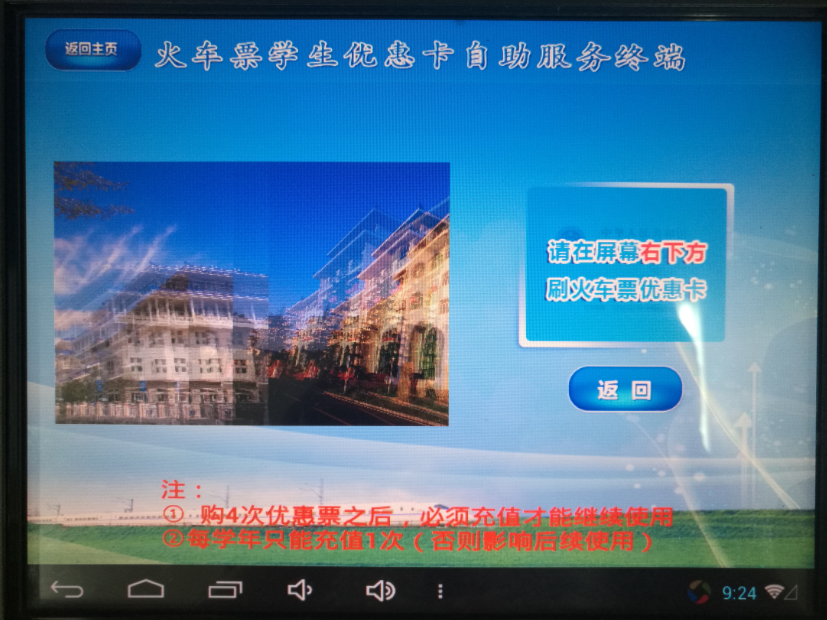 返回主页
火车票学生优惠卡自助服务终端
请在屏幕右下方
刷火车票优惠卡
返 回
注：
① 购4次优惠票之后，必须充值才能继续使用
②每学年只能充值1次（否则影响后续使用）
9:24